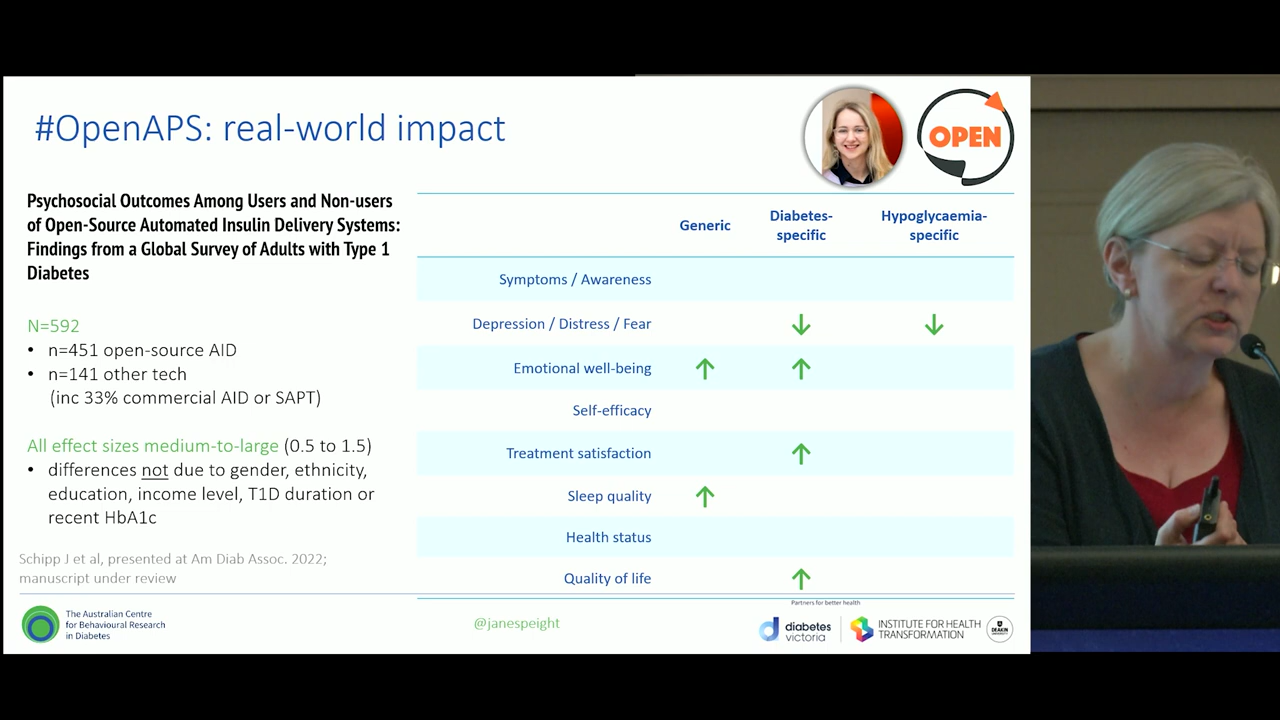 #OpenAPS: real-world impact
OPEN
Psychosocial Outcomes Among Users and Non-users
of Open-Source Automated Insulin Delivery Systems:
Findings from a Global Survey of Adults with Type 1
Diabetes
N=592
• n=451 open-source AID
• n=141 other tech
(inc 33% commercial AID or SAPT)
All effect sizes medium-to-large (0.5 to 1.5)
• differences not due to gender, ethnicity,
education, income level, T1D duration or
recent HbA1c
Schipp J et al, presented at Am Diab Assoc. 2022;
manuscript under review
Generic
Diabetes-
specific
Hypoglycaemia-
specific
Symptoms / Awareness
Depression / Distress / Fear ↓ ↓
Emotional well-being ↑ ↑
Self-efficacy
Treatment satisfaction ↑
Sleep quality ↑
Health status
Quality of life ↑
The Australian Centre
for Behavioural Research
in Diabetes
@janespeight
Partners for better health
diabetes
victoria
INSTITUTE FOR HEALTH
TRANSFORMATION
DEAKIN